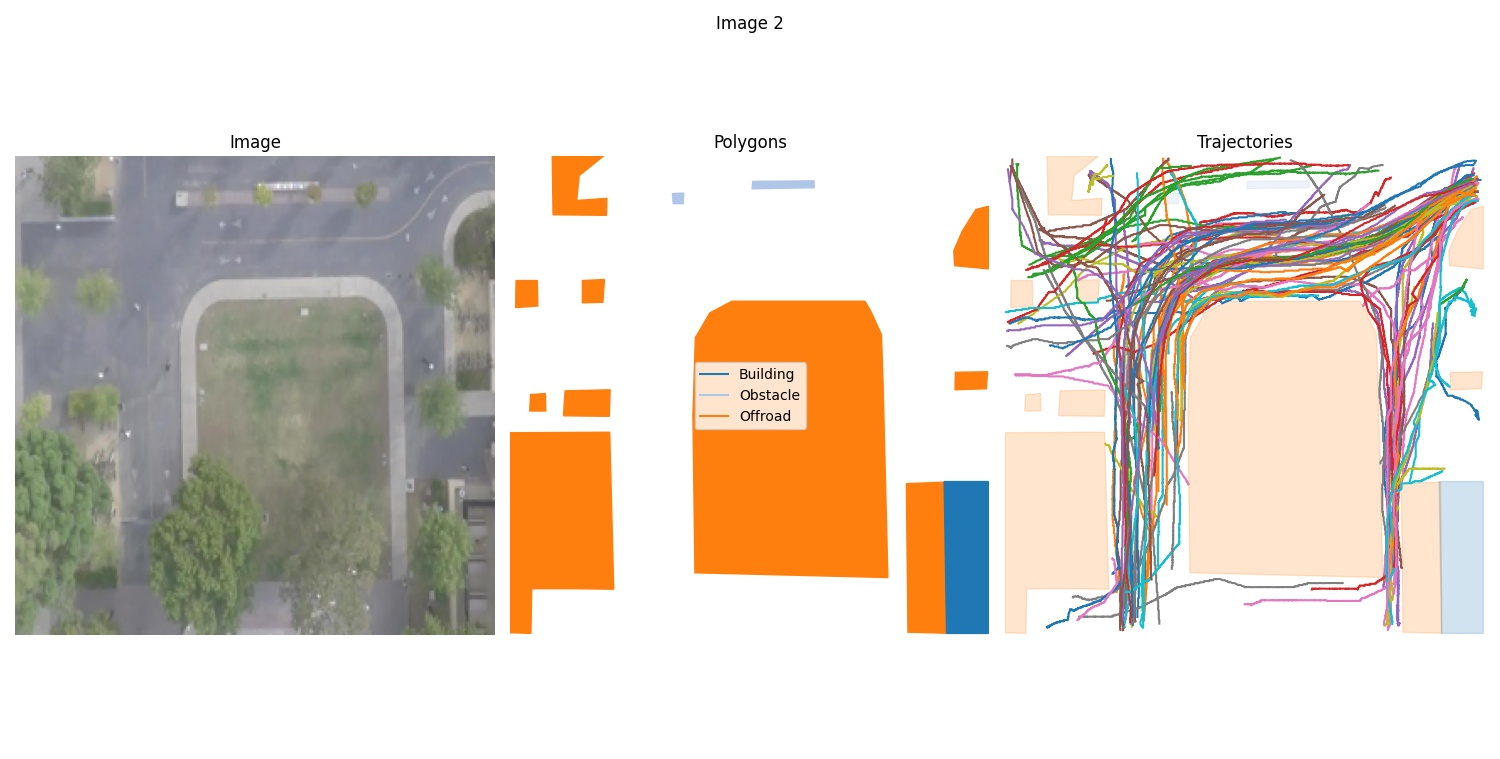 Image 2
Image
Polygons
Trajectories
Building
Obstacle
Offroad